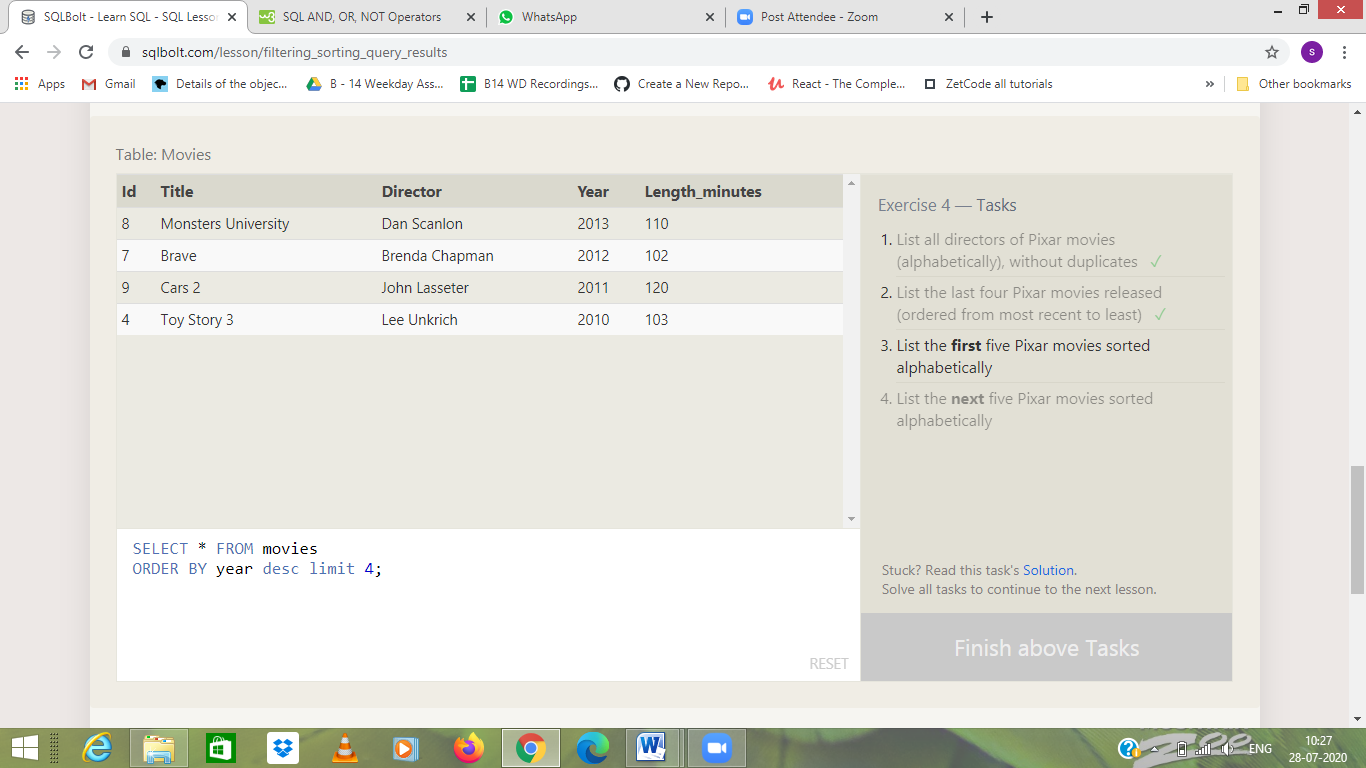 SQLBolt - Learn SQL - SQL Lesson
SQL AND, OR, NOT Operators
WhatsApp
Post Attendee - Zoom
sqlbolt.com/lesson/filtering_sorting_query_results
S
Apps
Gmail
Details of the objec...
B - 14 Weekday Ass...
B14 WD Recordings...
Create a New Repo...
React - The Comple...
ZetCode all tutorials
»
Other bookmarks
Table: Movies
Id Title Director Year Length_minutes
8 Monsters University Dan Scanlon 2013 110
7 Brave Brenda Chapman 2012 102
9 Cars 2 John Lasseter 2011 120
4 Toy Story 3 Lee Unkrich 2010 103
SELECT * FROM movies
ORDER BY year desc limit 4;
RESET
Exercise 4 — Tasks
1. List all directors of Pixar movies
(alphabetically), without duplicates ✓
2. List the last four Pixar movies released
(ordered from most recent to least) ✓
3. List the first five Pixar movies sorted
alphabetically
4. List the next five Pixar movies sorted
alphabetically
Stuck? Read this task's Solution.
Solve all tasks to continue to the next lesson.
Finish above Tasks
ENG
10:27
28-07-2020